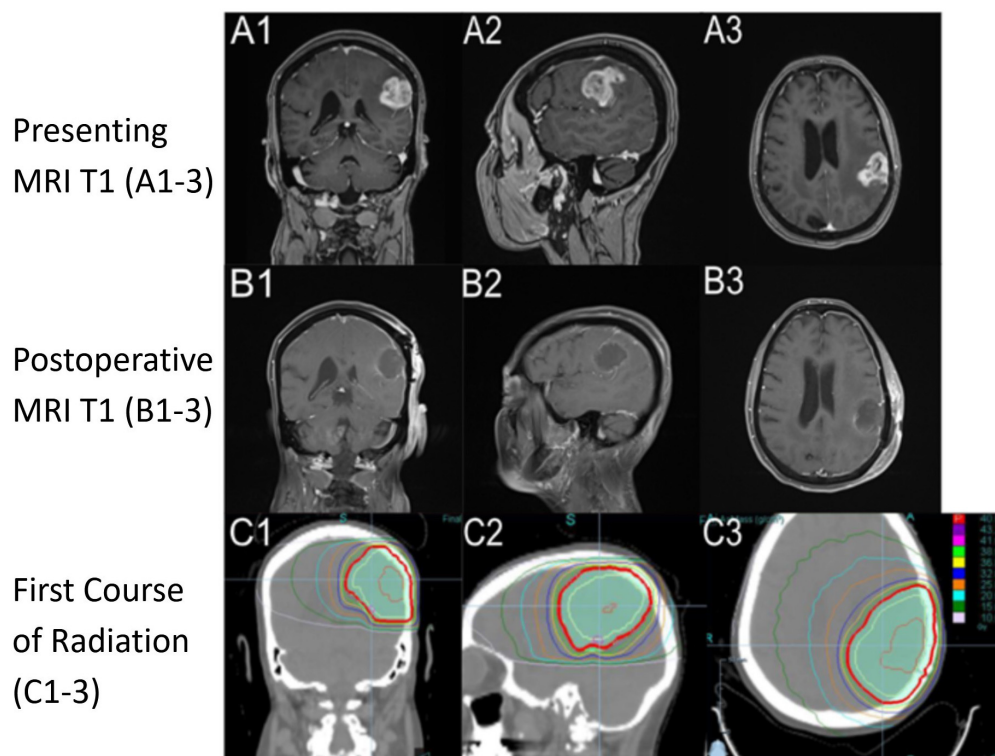 A1
A2
A3
Presenting
MRI T1 (A1-3)
B1
B2
B3
Postoperative
MRI T1 (B1-3)
C1
S
Final
C2
S
C3
A
R
First Course
of Radiation
(C1-3)